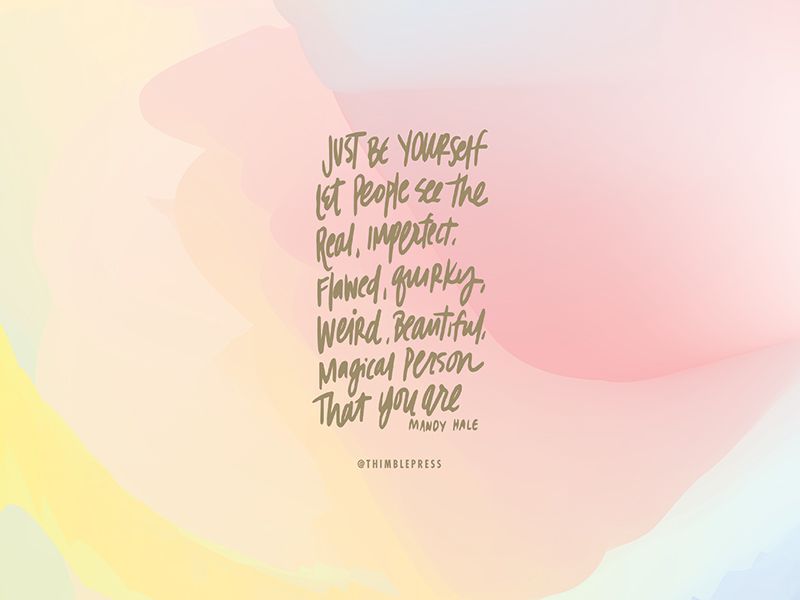 JUST BE YOURSELF
Let People see the
Real, Imperfect,
Flawed, quirky,
Weird, Beautiful,
Magical Person
That you are
MANDY HALE
@THIMBLEPRESS